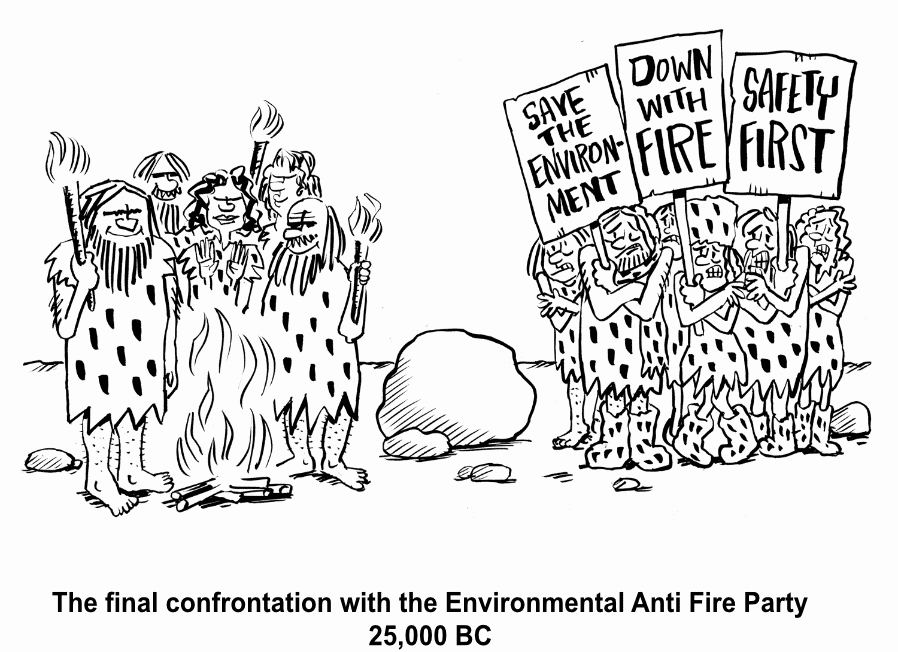 SAVE
THE
ENVIRON-
MENT
DOWN
WITH
FIRE
SAFETY
FIRST
The final confrontation with the Environmental Anti Fire Party
25,000 BC